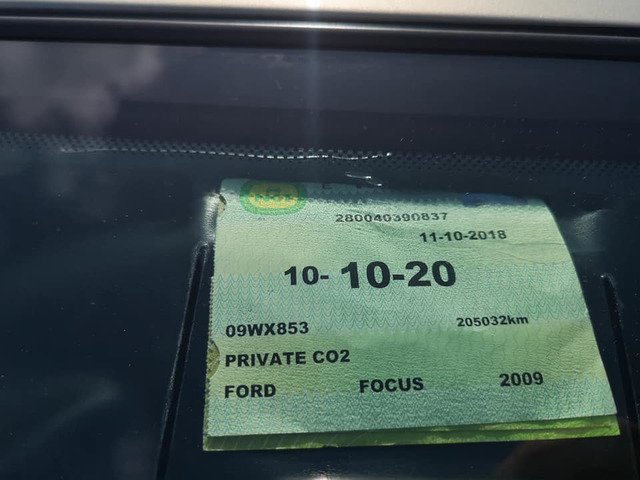 280040390837
11-10-2018
10-10-20
09WX853 205032km
PRIVATE CO2
FORD FOCUS 2009